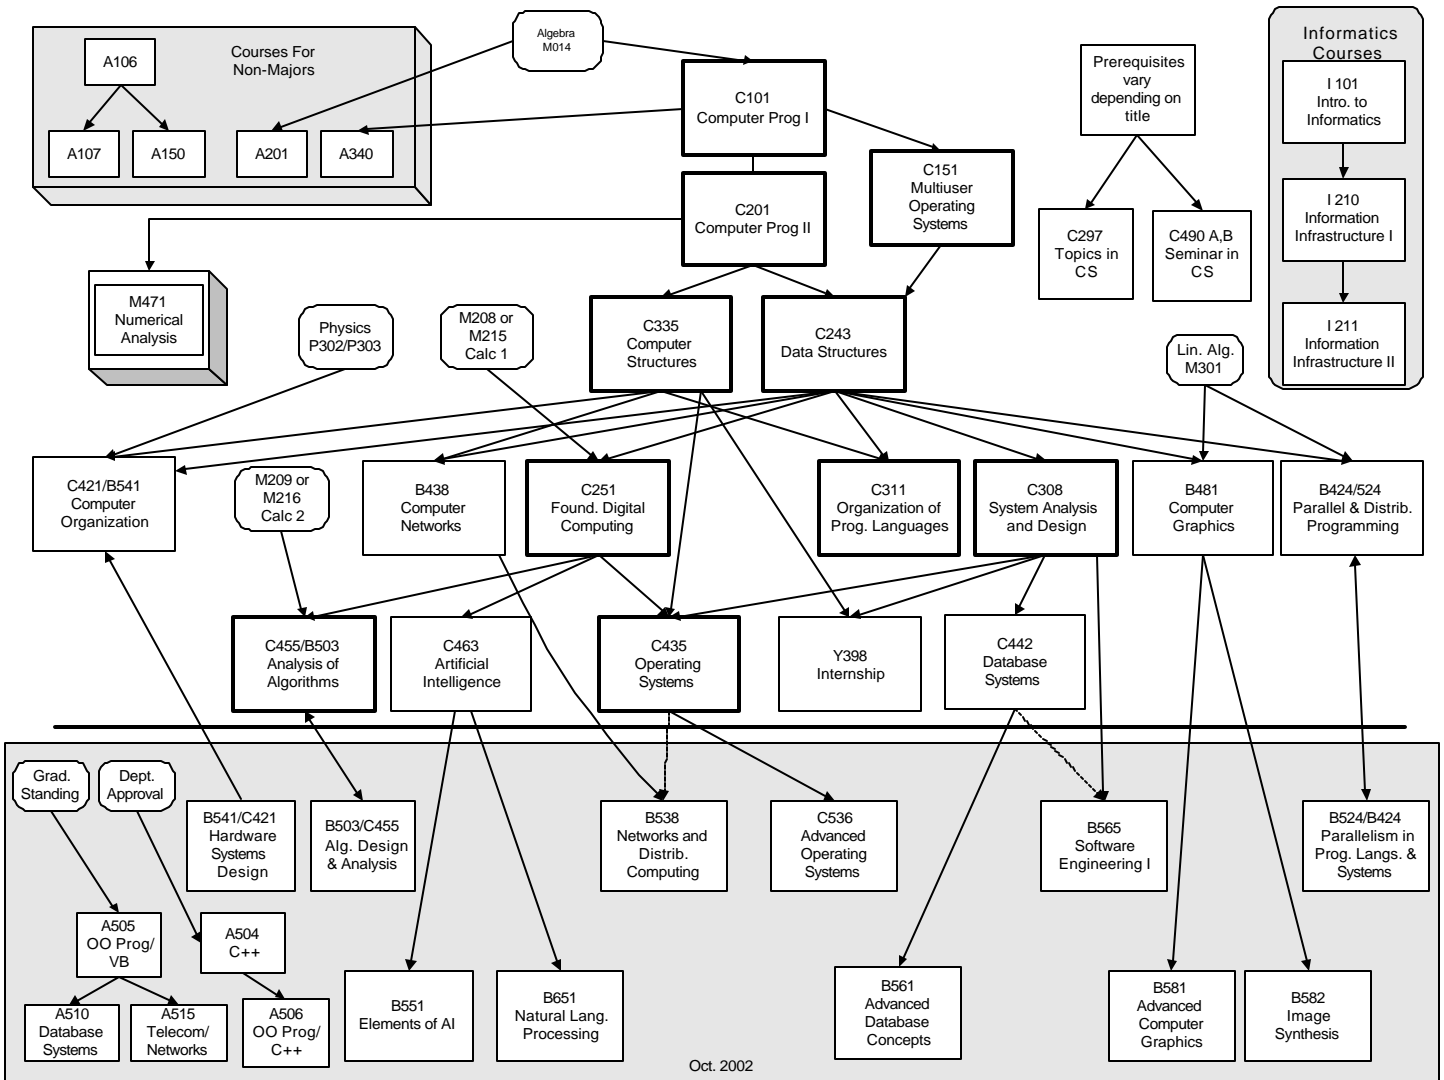 Courses For
Non-Majors
A106
A107
A150
A201
A340
Algebra
M014
C101
Computer Prog I
C201
Computer Prog II
C151
Multiuser
Operating
Systems
Prerequisites
vary
depending on
title
C297
Topics in
CS
C490 A,B
Seminar in
CS
Informatics
Courses
I 101
Intro. to
Informatics
I 210
Information
Infrastructure I
I 211
Information
Infrastructure II
M471
Numerical
Analysis
Physics
P302/P303
M208 or
M215
Calc 1
C335
Computer
Structures
C243
Data Structures
Lin. Alg.
M301
C421/B541
Computer
Organization
M209 or
M216
Calc 2
B438
Computer
Networks
C251
Found. Digital
Computing
C311
Organization of
Prog. Languages
C308
System Analysis
and Design
B481
Computer
Graphics
B424/524
Parallel & Distrib.
Programming
C455/B503
Analysis of
Algorithms
C463
Artificial
Intelligence
C435
Operating
Systems
Y398
Internship
C442
Database
Systems
Grad.
Standing
Dept.
Approval
B541/C421
Hardware
Systems
Design
B503/C455
Alg. Design
& Analysis
B538
Networks and
Distrib.
Computing
C536
Advanced
Operating
Systems
B565
Software
Engineering I
B524/B424
Parallelism in
Prog. Langs. &
Systems
A505
OO Prog/
VB
A504
C++
A510
Database
Systems
A515
Telecom/
Networks
A506
OO Prog/
C++
B551
Elements of AI
B651
Natural Lang.
Processing
B561
Advanced
Database
Concepts
B581
Advanced
Computer
Graphics
B582
Image
Synthesis
Oct. 2002